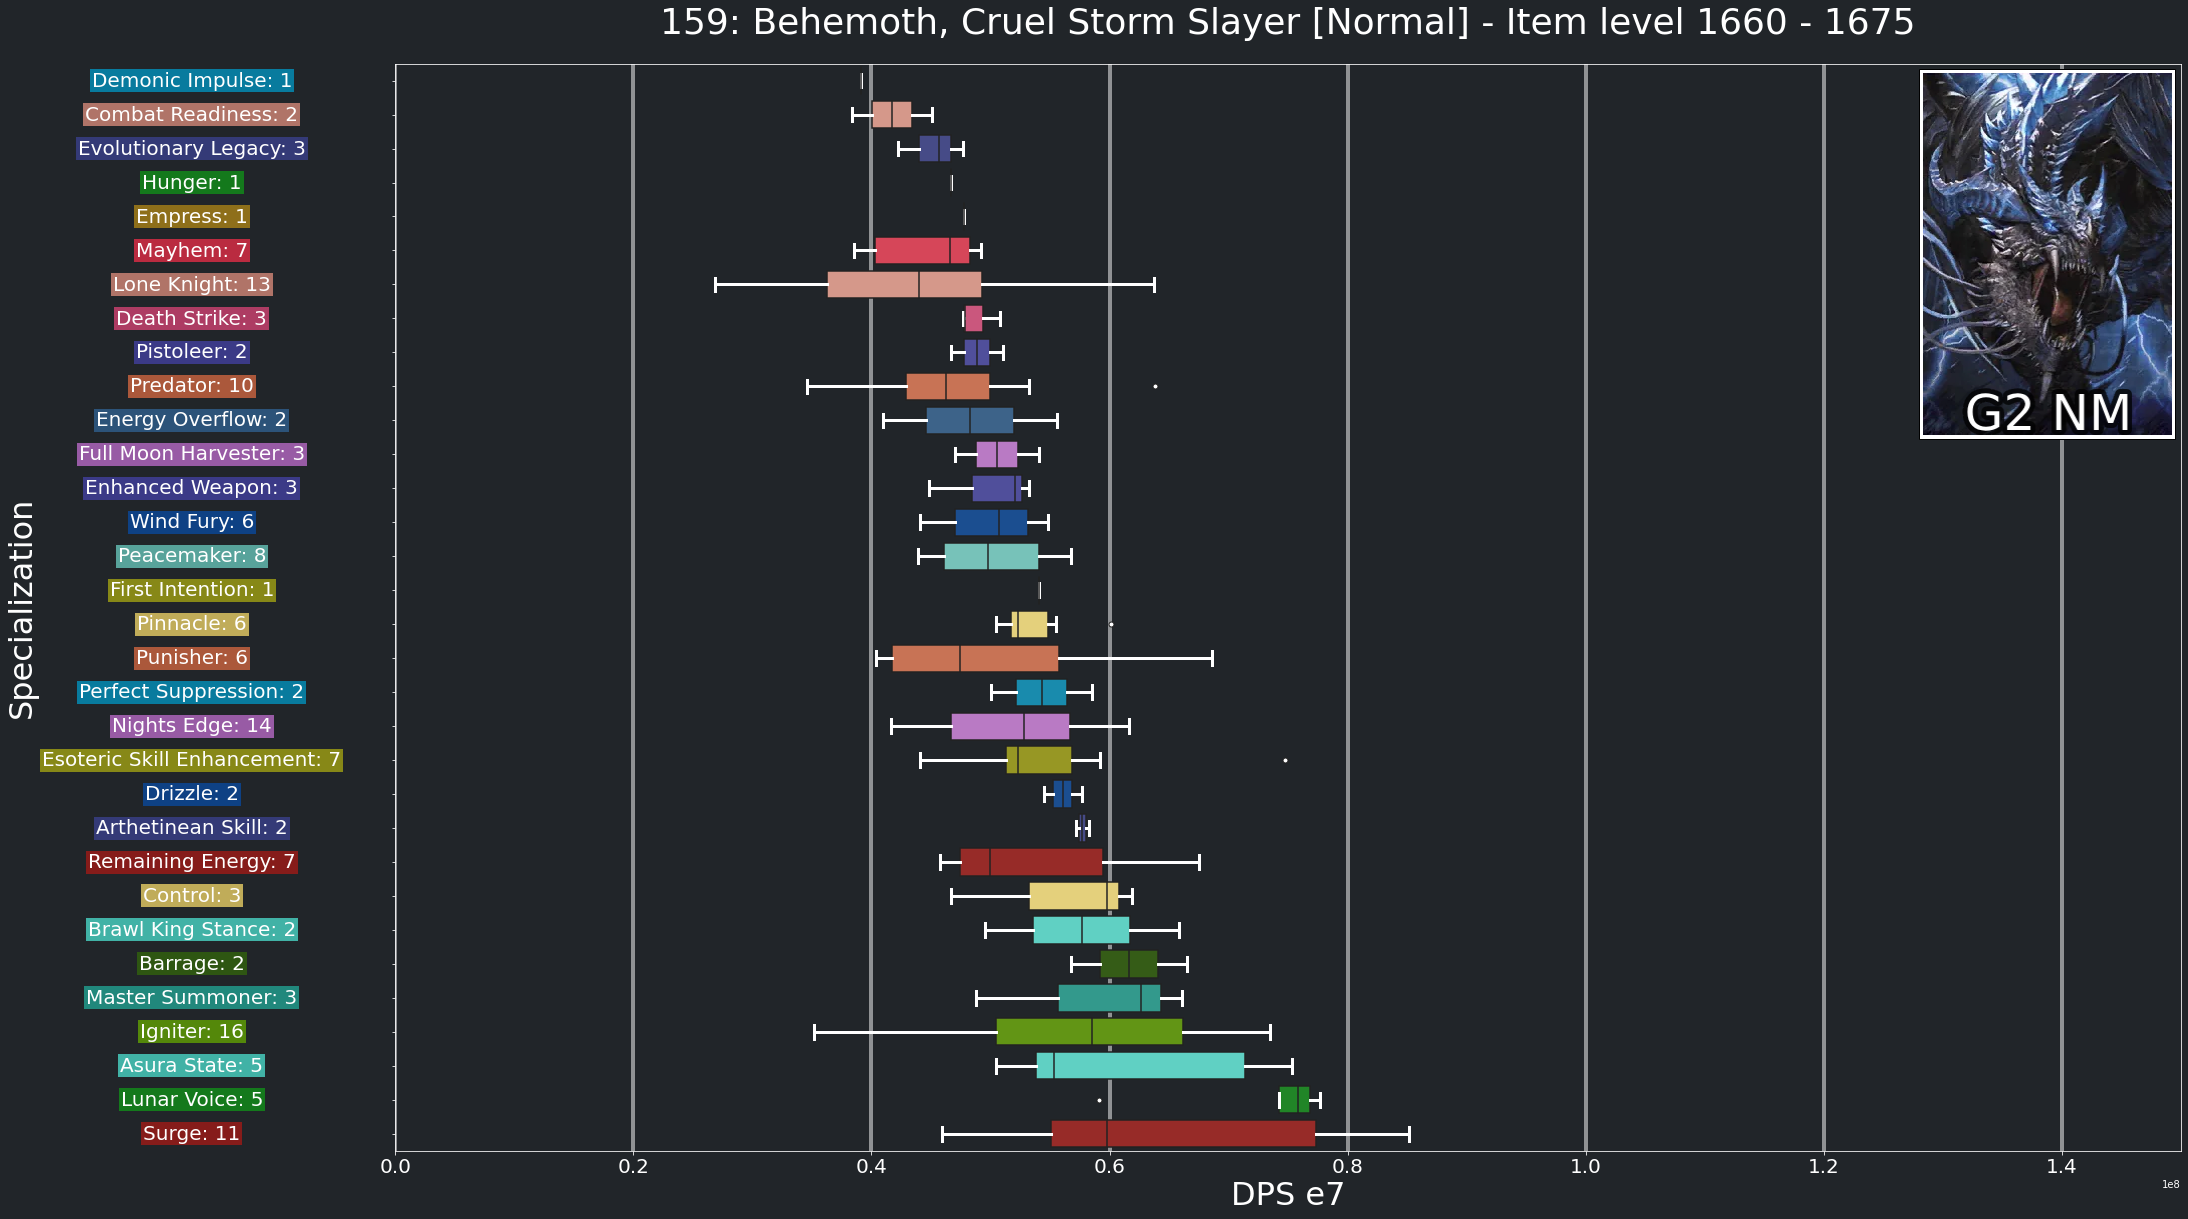 159: Behemoth, Cruel Storm Slayer [Normal] - Item level 1660 - 1675
Specialization
Demonic Impulse: 1
Combat Readiness: 2
Evolutionary Legacy: 3
Hunger: 1
Empress: 1
Mayhem: 7
Lone Knight: 13
Death Strike: 3
Pistoleer: 2
Predator: 10
Energy Overflow: 2
Full Moon Harvester: 3
Enhanced Weapon: 3
Wind Fury: 6
Peacemaker: 8
First Intention: 1
Pinnacle: 6
Punisher: 6
Perfect Suppression: 2
Nights Edge: 14
Esoteric Skill Enhancement: 7
Drizzle: 2
Arthetinean Skill: 2
Remaining Energy: 7
Control: 3
Brawl King Stance: 2
Barrage: 2
Master Summoner: 3
Igniter: 16
Asura State: 5
Lunar Voice: 5
Surge: 11
G2 NM
0.0 0.2 0.4 0.6 0.8 1.0 1.2 1.4
1e8
DPS e7